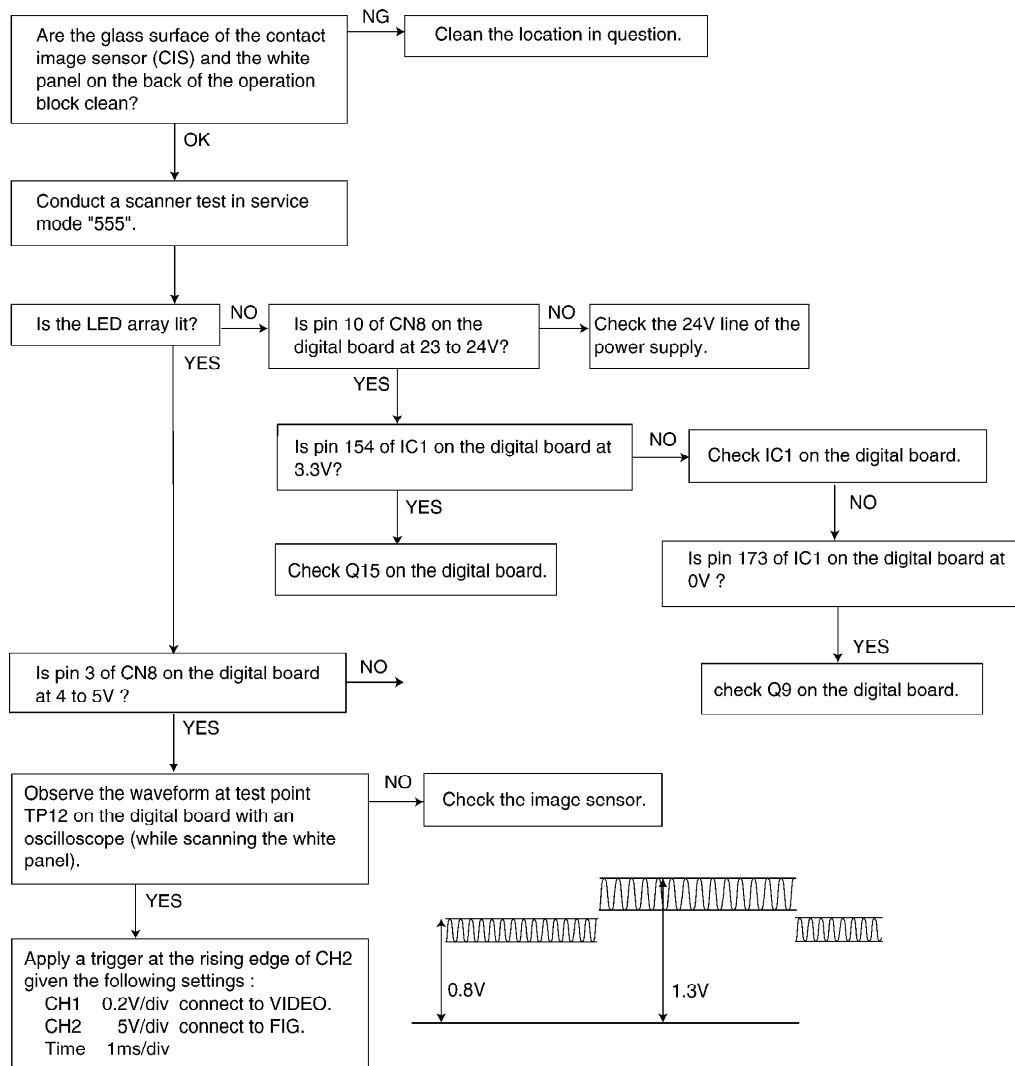 Are the glass surface of the contact
image sensor (CIS) and the white
panel on the back of the operation
block clean?
NG
Clean the location in question.
OK
Conduct a scanner test in service
mode "555".
Is the LED array lit?
NO
Is pin 10 of CN8 on the
digital board at 23 to 24V?
NO
Check the 24V line of the
power supply.
YES
YES
Is pin 154 of IC1 on the digital board at
3.3V?
NO
Check IC1 on the digital board.
YES
NO
Check Q15 on the digital board.
Is pin 173 of IC1 on the digital board at
0V ?
YES
check Q9 on the digital board.
Is pin 3 of CN8 on the digital board
at 4 to 5V ?
NO
YES
Observe the waveform at test point
TP12 on the digital board with an
oscilloscope (while scanning the white
panel).
NO
Check the image sensor.
YES
Apply a trigger at the rising edge of CH2
given the following settings :
CH1 0.2V/div connect to VIDEO.
CH2 5V/div connect to FIG.
Time 1ms/div
0.8V
1.3V